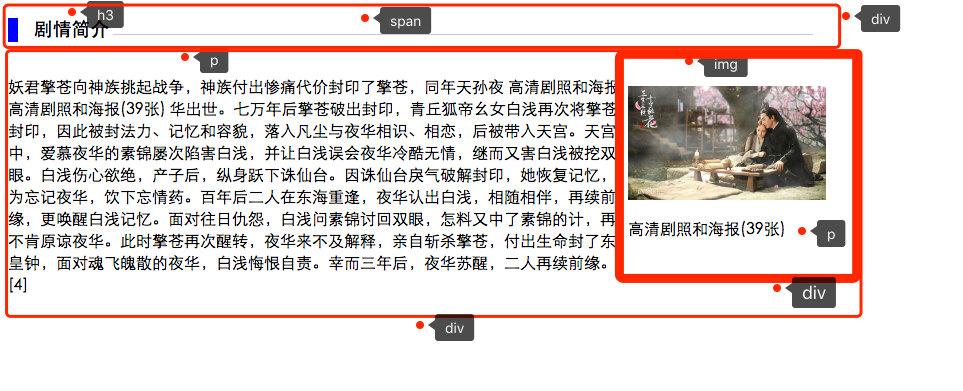 h3
剧情简介
span
div
p
img
妖君擎苍向神族挑起战争，神族付出惨痛代价封印了擎苍，同年天孙夜 高清剧照和海报
高清剧照和海报(39张) 华出世。七万年后擎苍破出封印，青丘狐帝幺女白浅再次将擎苍
封印，因此被封法力、记忆和容貌，落入凡尘与夜华相识、相恋，后被带入天宫。天宫
中，爱慕夜华的素锦屡次陷害白浅，并让白浅误会夜华冷酷无情，继而又害白浅被挖双
眼。白浅伤心欲绝，产子后，纵身跃下诛仙台。因诛仙台戾气破解封印，她恢复记忆，
为忘记夜华，饮下忘情药。百年后二人在东海重逢，夜华认出白浅，相随相伴，再续前
缘，更唤醒白浅记忆。面对往日仇怨，白浅问素锦讨回双眼，怎料又中了素锦的计，再
不肯原谅夜华。此时擎苍再次醒转，夜华来不及解释，亲自斩杀擎苍，付出生命封了东
皇钟，面对魂飞魄散的夜华，白浅悔恨自责。幸而三年后，夜华苏醒，二人再续前缘。
[4]
高清剧照和海报(39张)
p
div
div